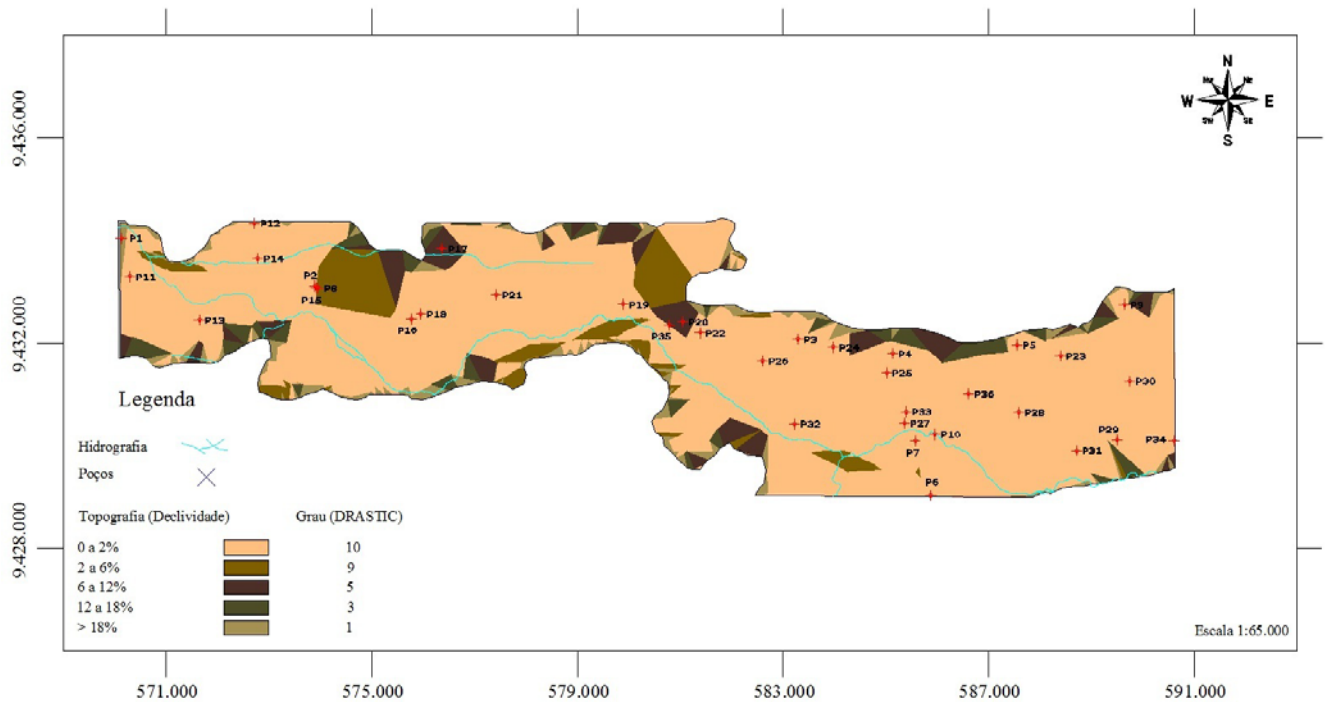 N
NW NE
W E
SW SE
S
9.436.000
9.432.000
9.428.000
P12
P1
P17
P14
P11
P2
P8
P15
P21
P19
P9
P18
P16
P13
P20
P35
P22
P3
P24
P5
P4
P23
P26
P25
P30
P36
P33
P28
P32
P27
P10
P29
P34
P7
P31
P6
Legenda
Hidrografia
Poços
Topografia (Declividade) Grau (DRASTIC)
0 a 2% 10
2 a 6% 9
6 a 12% 5
12 a 18% 3
> 18% 1
Escala 1:65.000
571.000 575.000 579.000 583.000 587.000 591.000